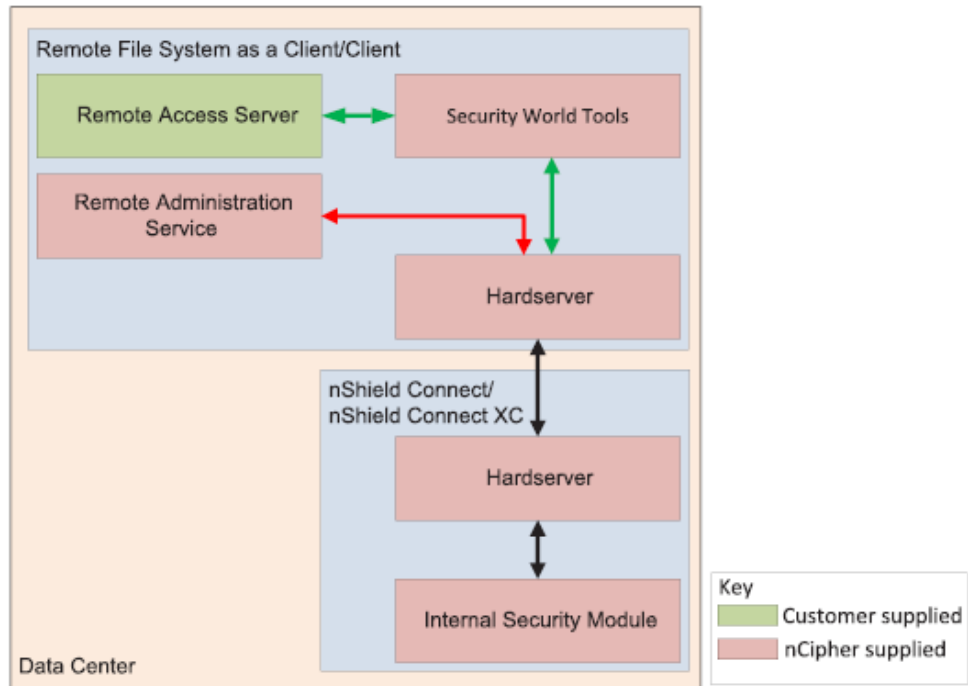 Remote File System as a Client/Client
Remote Access Server
Security World Tools
Remote Administration
Service
Hardserver
nShield Connect/
nShield Connect XC
Hardserver
Internal Security Module
Data Center
Key
Customer supplied
nCipher supplied